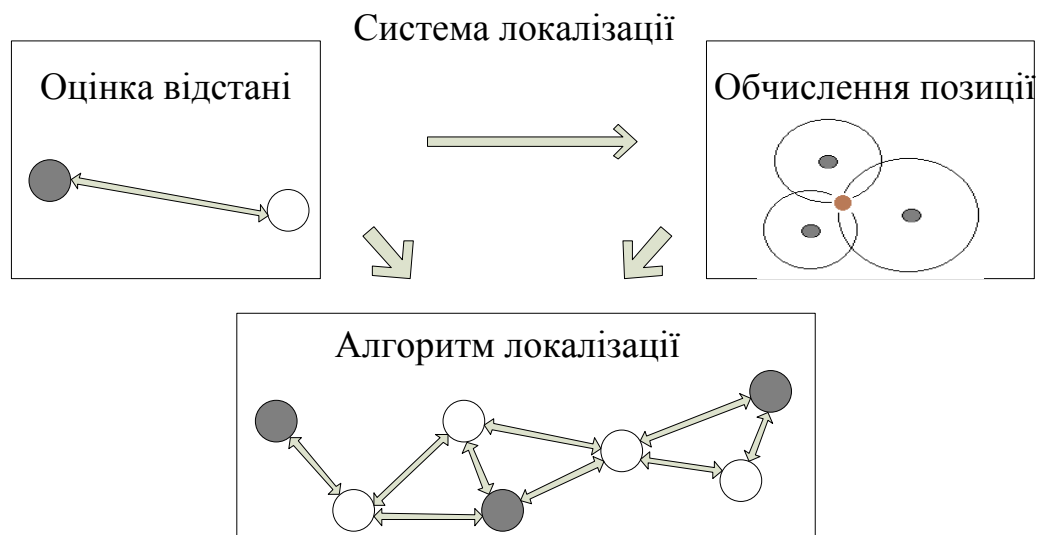 Система локалізації
Оцінка відстані
Обчислення позиції
Алгоритм локалізації